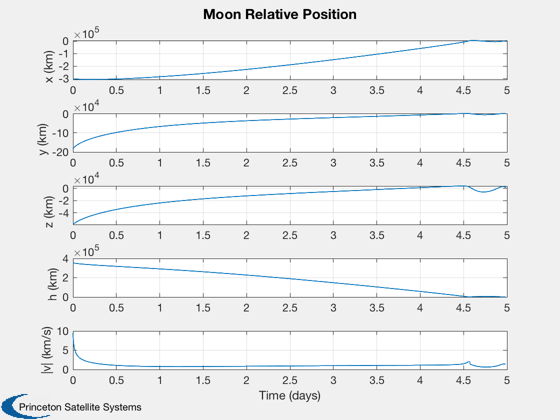 Moon Relative Position
×10^5
x (km)
0
-1
-2
-3
0 0.5 1 1.5 2 2.5 3 3.5 4 4.5 5
×10^4
y (km)
0
-10
-20
0 0.5 1 1.5 2 2.5 3 3.5 4 4.5 5
×10^4
z (km)
0
-2
-4
0 0.5 1 1.5 2 2.5 3 3.5 4 4.5 5
×10^5
h (km)
4
2
0
0 0.5 1 1.5 2 2.5 3 3.5 4 4.5 5
|v| (km/s)
10
5
0
0 0.5 1 1.5 2 2.5 3 3.5 4 4.5 5
Time (days)
Princeton Satellite Systems